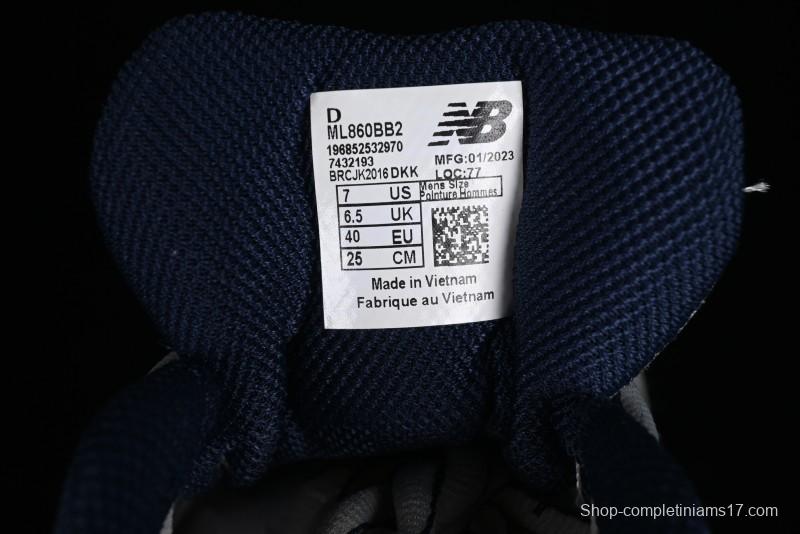 D
ML860BB2
NB
196852532970
7432193
MFG:01/2023
BRCJK2016 DKK
LOC:77
7 US Mens Size
Pointure Hommes
6.5 UK
40 EU
25 CM
Made in Vietnam
Fabrique au Vietnam
Shop-completiniams17.com